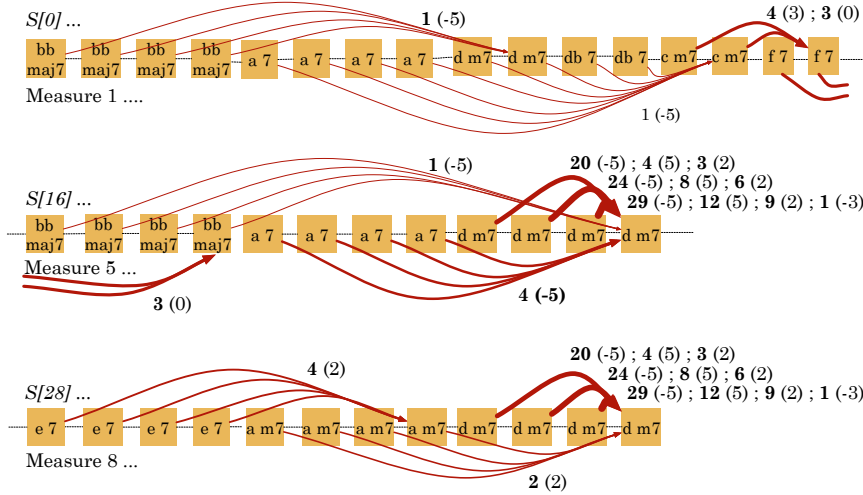 S[0] ...
1 (-5)
4 (3) ; 3 (0)
bb maj7 bb maj7 bb maj7 bb maj7 a 7 a 7 a 7 a 7 d m7 d m7 db 7 db 7 c m7 c m7 f 7 f 7
Measure 1 ....
1 (-5)
S[16] ...
1 (-5)
20 (-5) ; 4 (5) ; 3 (2)
24 (-5) ; 8 (5) ; 6 (2)
29 (-5) ; 12 (5) ; 9 (2) ; 1 (-3)
bb maj7 bb maj7 bb maj7 bb maj7 a 7 a 7 a 7 a 7 d m7 d m7 d m7 d m7
Measure 5 ...
3 (0)
4 (-5)
S[28] ...
4 (2)
20 (-5) ; 4 (5) ; 3 (2)
24 (-5) ; 8 (5) ; 6 (2)
29 (-5) ; 12 (5) ; 9 (2) ; 1 (-3)
e 7 e 7 e 7 e 7 a m7 a m7 a m7 a m7 d m7 d m7 d m7 d m7
Measure 8 ...
2 (2)